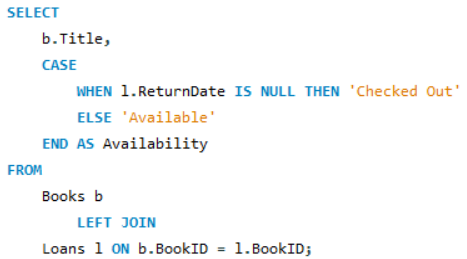 SELECT
    b.Title,
    CASE
        WHEN l.ReturnDate IS NULL THEN 'Checked Out'
        ELSE 'Available'
    END AS Availability
FROM
    Books b
        LEFT JOIN
    Loans l ON b.BookID = l.BookID;